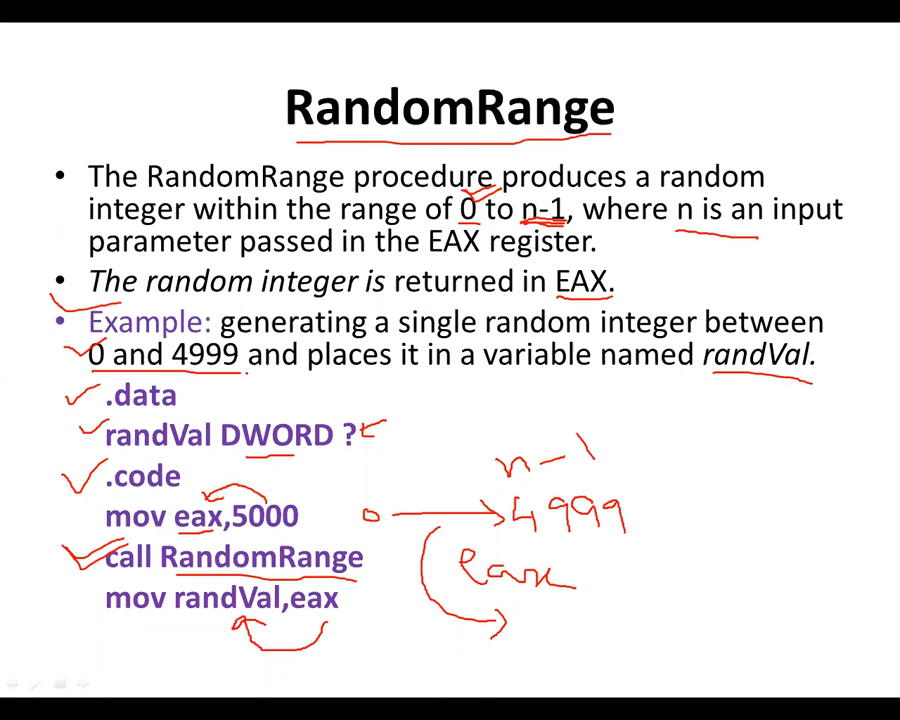 RandomRange
• The RandomRange procedure produces a random
integer within the range of 0 to n-1, where n is an input
parameter passed in the EAX register.
• The random integer is returned in EAX.
• Example: generating a single random integer between
0 and 4999 and places it in a variable named randVal.
.data
randVal DWORD ?
.code
mov eax,5000
call RandomRange
mov randVal,eax
n-1
0 → 4999
eax